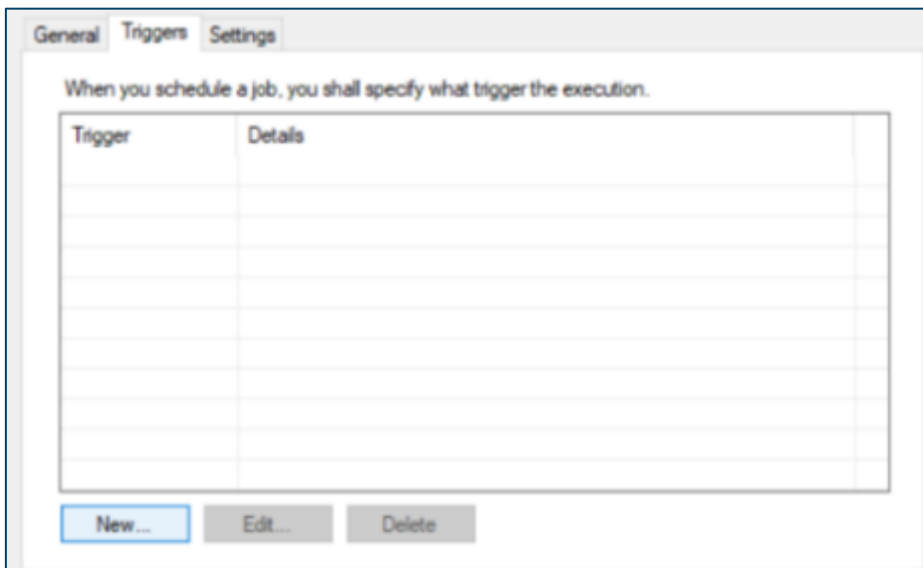 General Triggers Settings
When you schedule a job, you shall specify what trigger the execution.
Trigger Details
New... Edit... Delete